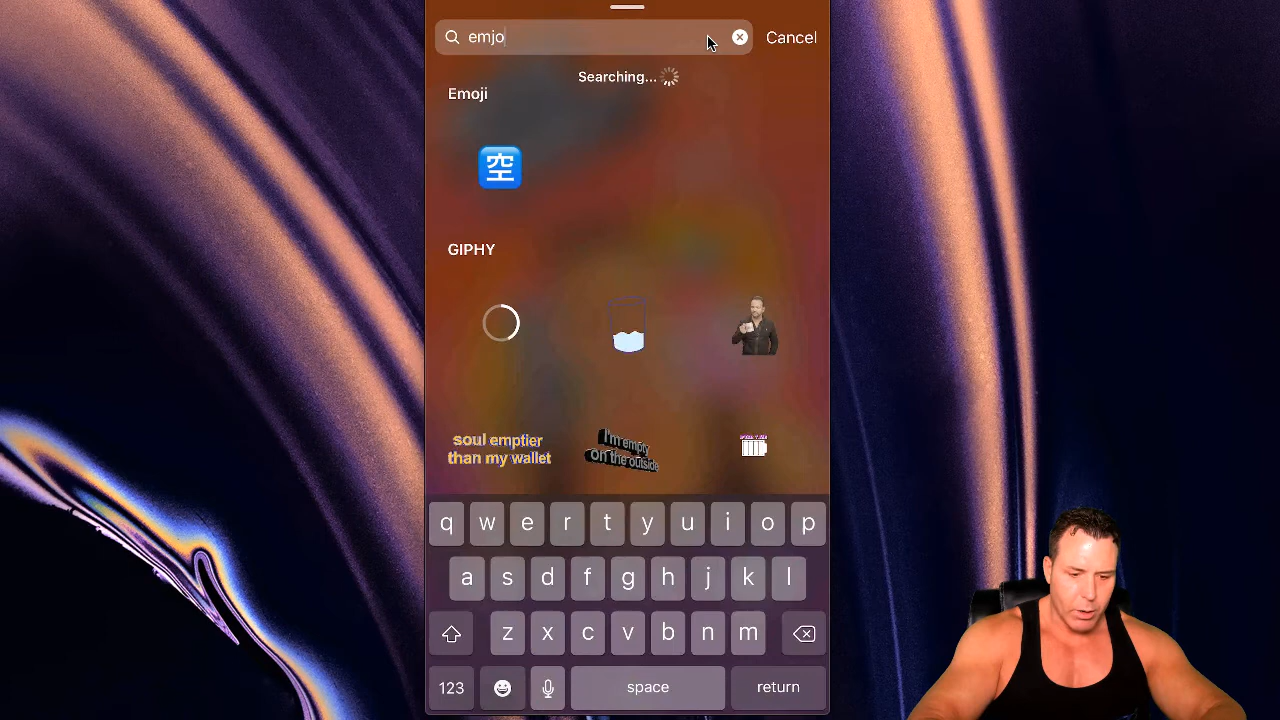 emjo
Cancel
Searching...
Emoji
空
GIPHY
soul emptier
than my wallet
I'm empty
on the outside
q w e r t y u i o p
a s d f g h j k l
z x c v b n m
123
space
return